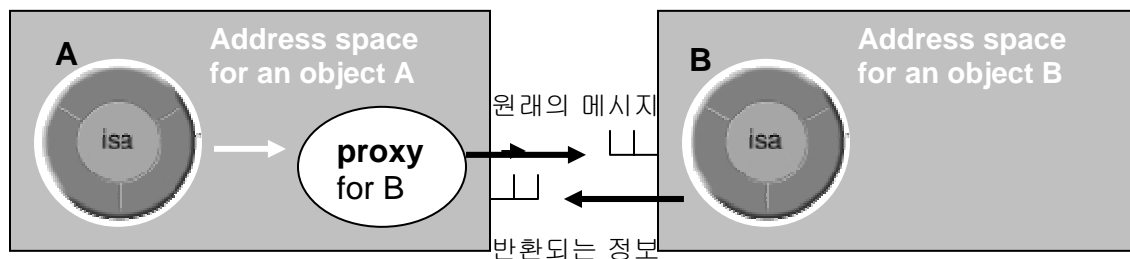 A
Address space
for an object A
isa
proxy
for B
원래의 메시지
반환되는 정보
B
Address space
for an object B
isa